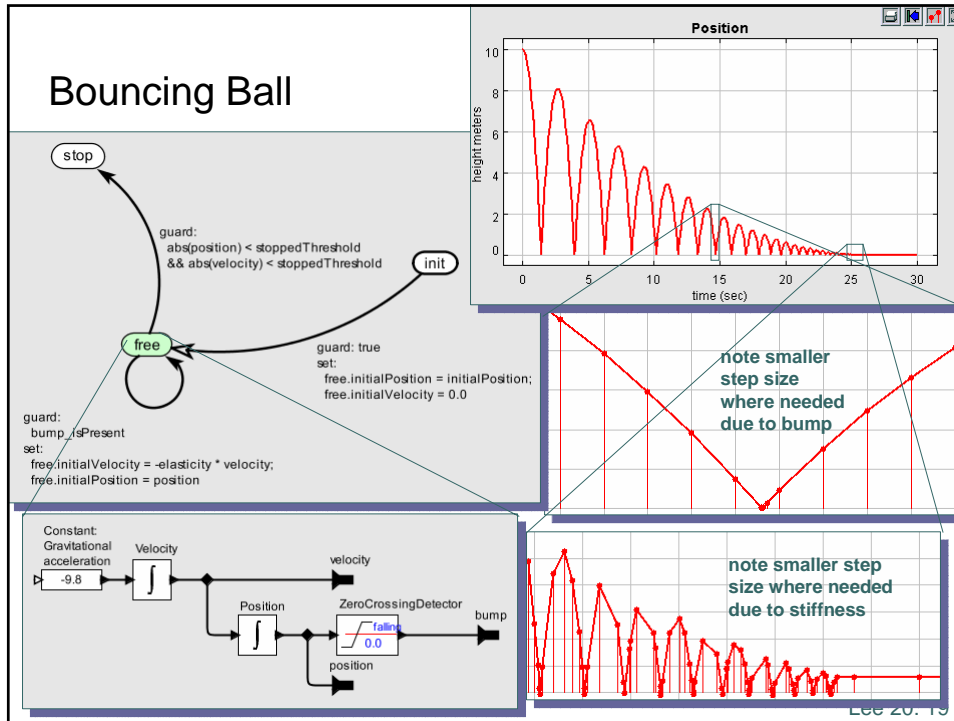 Bouncing Ball
Position
10
8
6
4
2
0
height meters
0 5 10 15 20 25 30
time (sec)
stop
guard:
abs(position) < stoppedThreshold
&& abs(velocity) < stoppedThreshold
init
free
guard: true
set:
free.initialPosition = initialPosition;
free.initialVelocity = 0.0
guard:
bump_isPresent
set:
free.initialVelocity = -elasticity * velocity;
free.initialPosition = position
note smaller
step size
where needed
due to bump
Constant:
Gravitational
acceleration
-9.8
Velocity
∫
velocity
Position
∫
ZeroCrossingDetector
falling
0.0
bump
position
note smaller step
size where needed
due to stiffness
Lee 20: 19